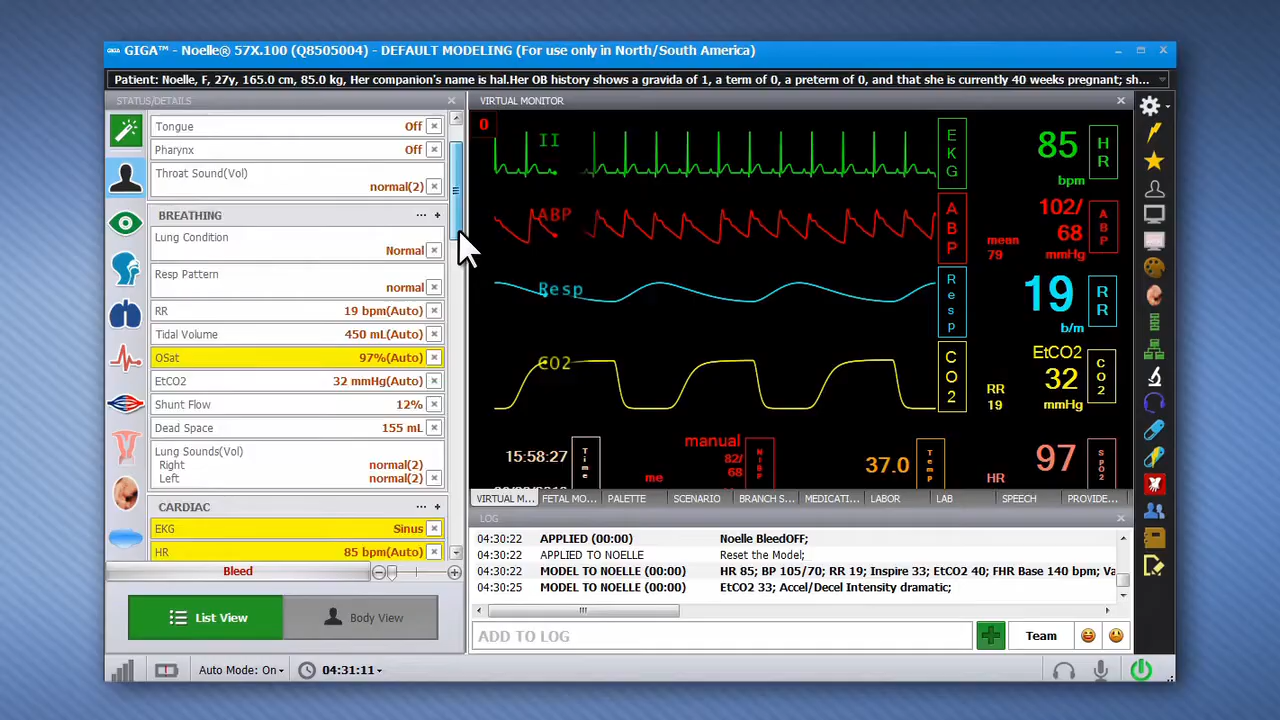 GIGA GIGA™ - Noelle® 57X.100 (Q8505004) - DEFAULT MODELING (For use only in North/South America)
Patient: Noelle, F, 27y, 165.0 cm, 85.0 kg, Her companion's name is hal.Her OB history shows a gravida of 1, a term of 0, a preterm of 0, and that she is currently 40 weeks pregnant; sh...
STATUS/DETAILS
Tongue Off
Pharynx Off
Throat Sound(Vol)
normal(2)
BREATHING
Lung Condition
Normal
Resp Pattern
normal
RR 19 bpm(Auto)
Tidal Volume 450 mL(Auto)
OSat 97%(Auto)
EtCO2 32 mmHg(Auto)
Shunt Flow 12%
Dead Space 155 mL
Lung Sounds(Vol)
Right normal(2)
Left normal(2)
CARDIAC
EKG Sinus
HR 85 bpm(Auto)
Bleed
List View
Body View
VIRTUAL MONITOR
0
II
EKG
85
bpm
HR
ABP
ABP
mean
79
102/
68
mmHg
ABP
Resp
Resp
19
b/m
RR
CO2
CO2
RR
19
EtCO2
32
mmHg
CO2
15:58:27
Time
manual
82/
68
me
NIBP
37.0
Temp
HR
97
SpO2
VIRTUAL M... FETAL MO... PALETTE SCENARIO BRANCH S... MEDICATI... LABOR LAB SPEECH PROVIDE...
LOG
04:30:22 APPLIED (00:00) Noelle BleedOFF;
04:30:22 APPLIED TO NOELLE Reset the Model;
04:30:22 MODEL TO NOELLE (00:00) HR 85; BP 105/70; RR 19; Inspire 33; EtCO2 40; FHR Base 140 bpm; Va
04:30:25 MODEL TO NOELLE (00:00) EtCO2 33; Accel/Decel Intensity dramatic;
ADD TO LOG
Team
Auto Mode: On
04:31:11